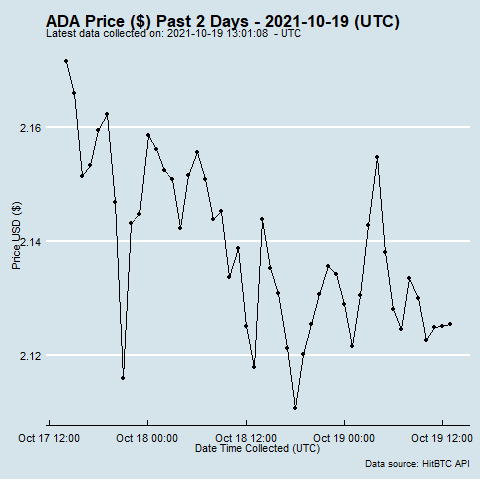 ADA Price ($) Past 2 Days - 2021-10-19 (UTC)
Latest data collected on: 2021-10-19 13:01:08 - UTC
2.16
2.14
2.12
Price USD ($)
Oct 17 12:00 Oct 18 00:00 Oct 18 12:00 Oct 19 00:00 Oct 19 12:00
Date Time Collected (UTC)
Data source: HitBTC API